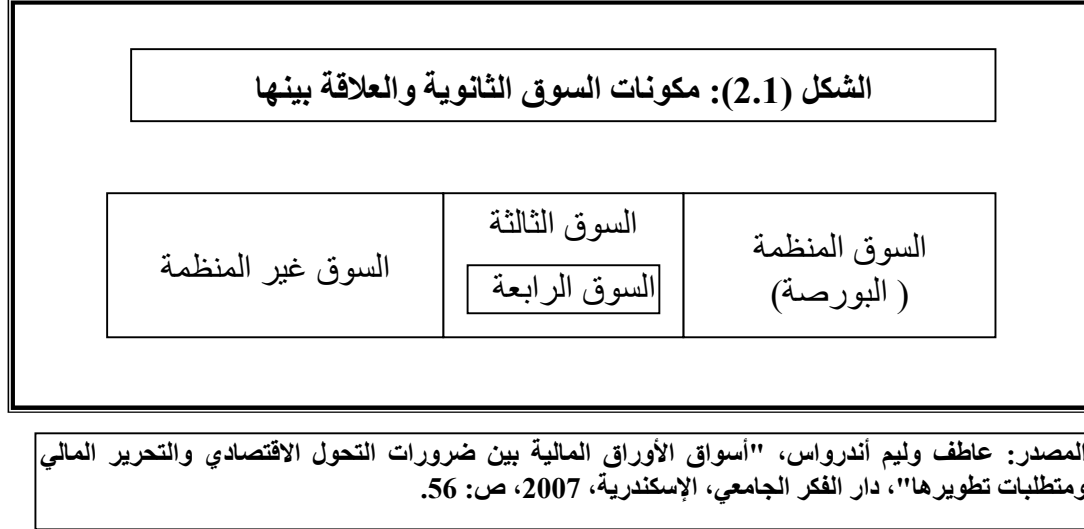 الشكل (2.1): مكونات السوق الثانوية والعلاقة بينها
السوق المنظمة
( البورصة)
السوق الثالثة
السوق الرابعة
السوق غير المنظمة
المصدر: عاطف وليم أندرواس، "أسواق الأوراق المالية بين ضرورات التحول الاقتصادي والتحرير المالي
ومتطلبات تطويرها"، دار الفكر الجامعي، الإسكندرية، 2007، ص: 56.